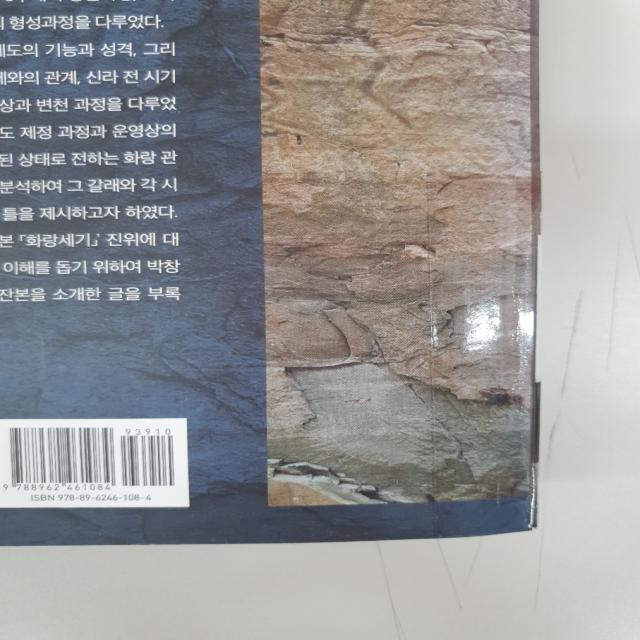 형성과정을 다루었다.
제도의 기능과 성격, 그리
와의 관계, 신라 전 시기
상과 변천 과정을 다루었
도 제정 과정과 운영상의
된 상태로 전하는 화랑 관
분석하여 그 갈래와 각 시
틀을 제시하고자 하였다.
본 『화랑세기』 진위에 대
이해를 돕기 위하여 박창
잔본을 소개한 글을 부록
93910
9 788962 461084
ISBN 978-89-6246-108-4